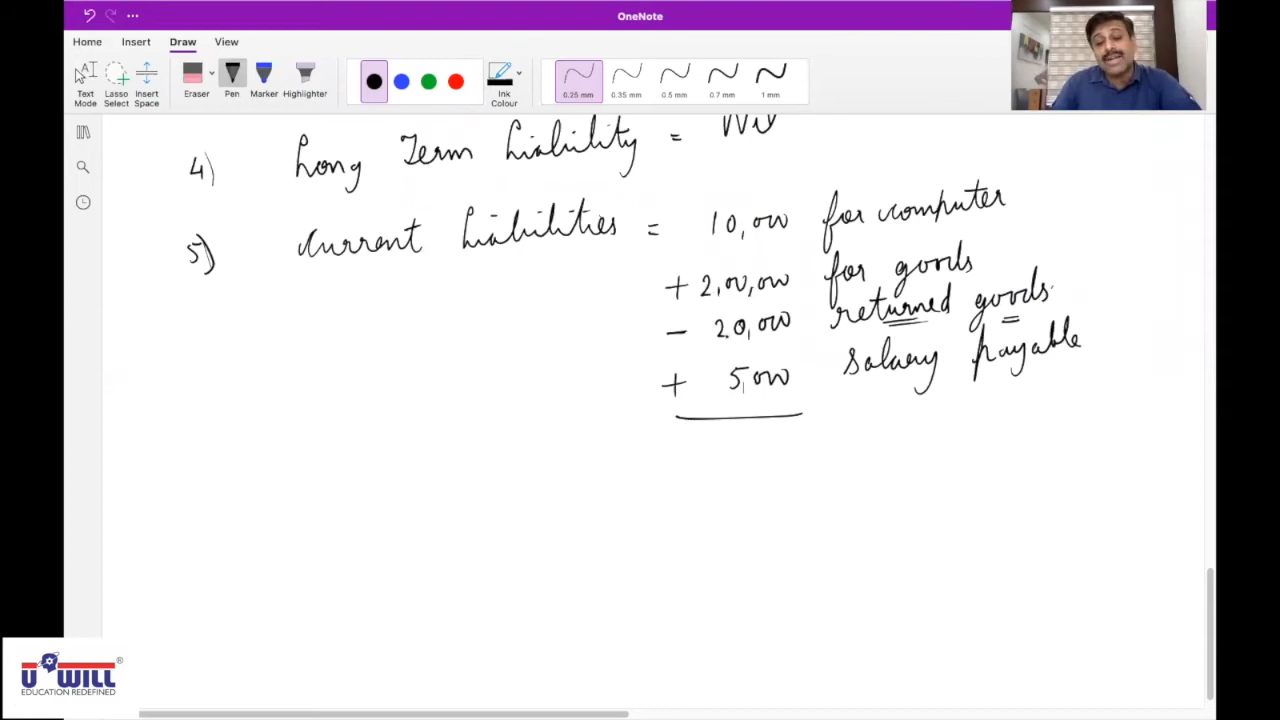 OneNote
Home Insert Draw View
Text Mode
Lasso Select
Insert Space
Eraser
Pen
Marker
Highlighter
Ink Colour
0.25 mm
0.35 mm
0.5 mm
0.7 mm
1 mm
4) Long Term Liability = Nil
5) Current Liabilities = 10,000 for computer
+ 2,00,000 for goods
- 20,000 returned goods
+ 5,000 salary payable
U WILL ®
EDUCATION REDEFINED